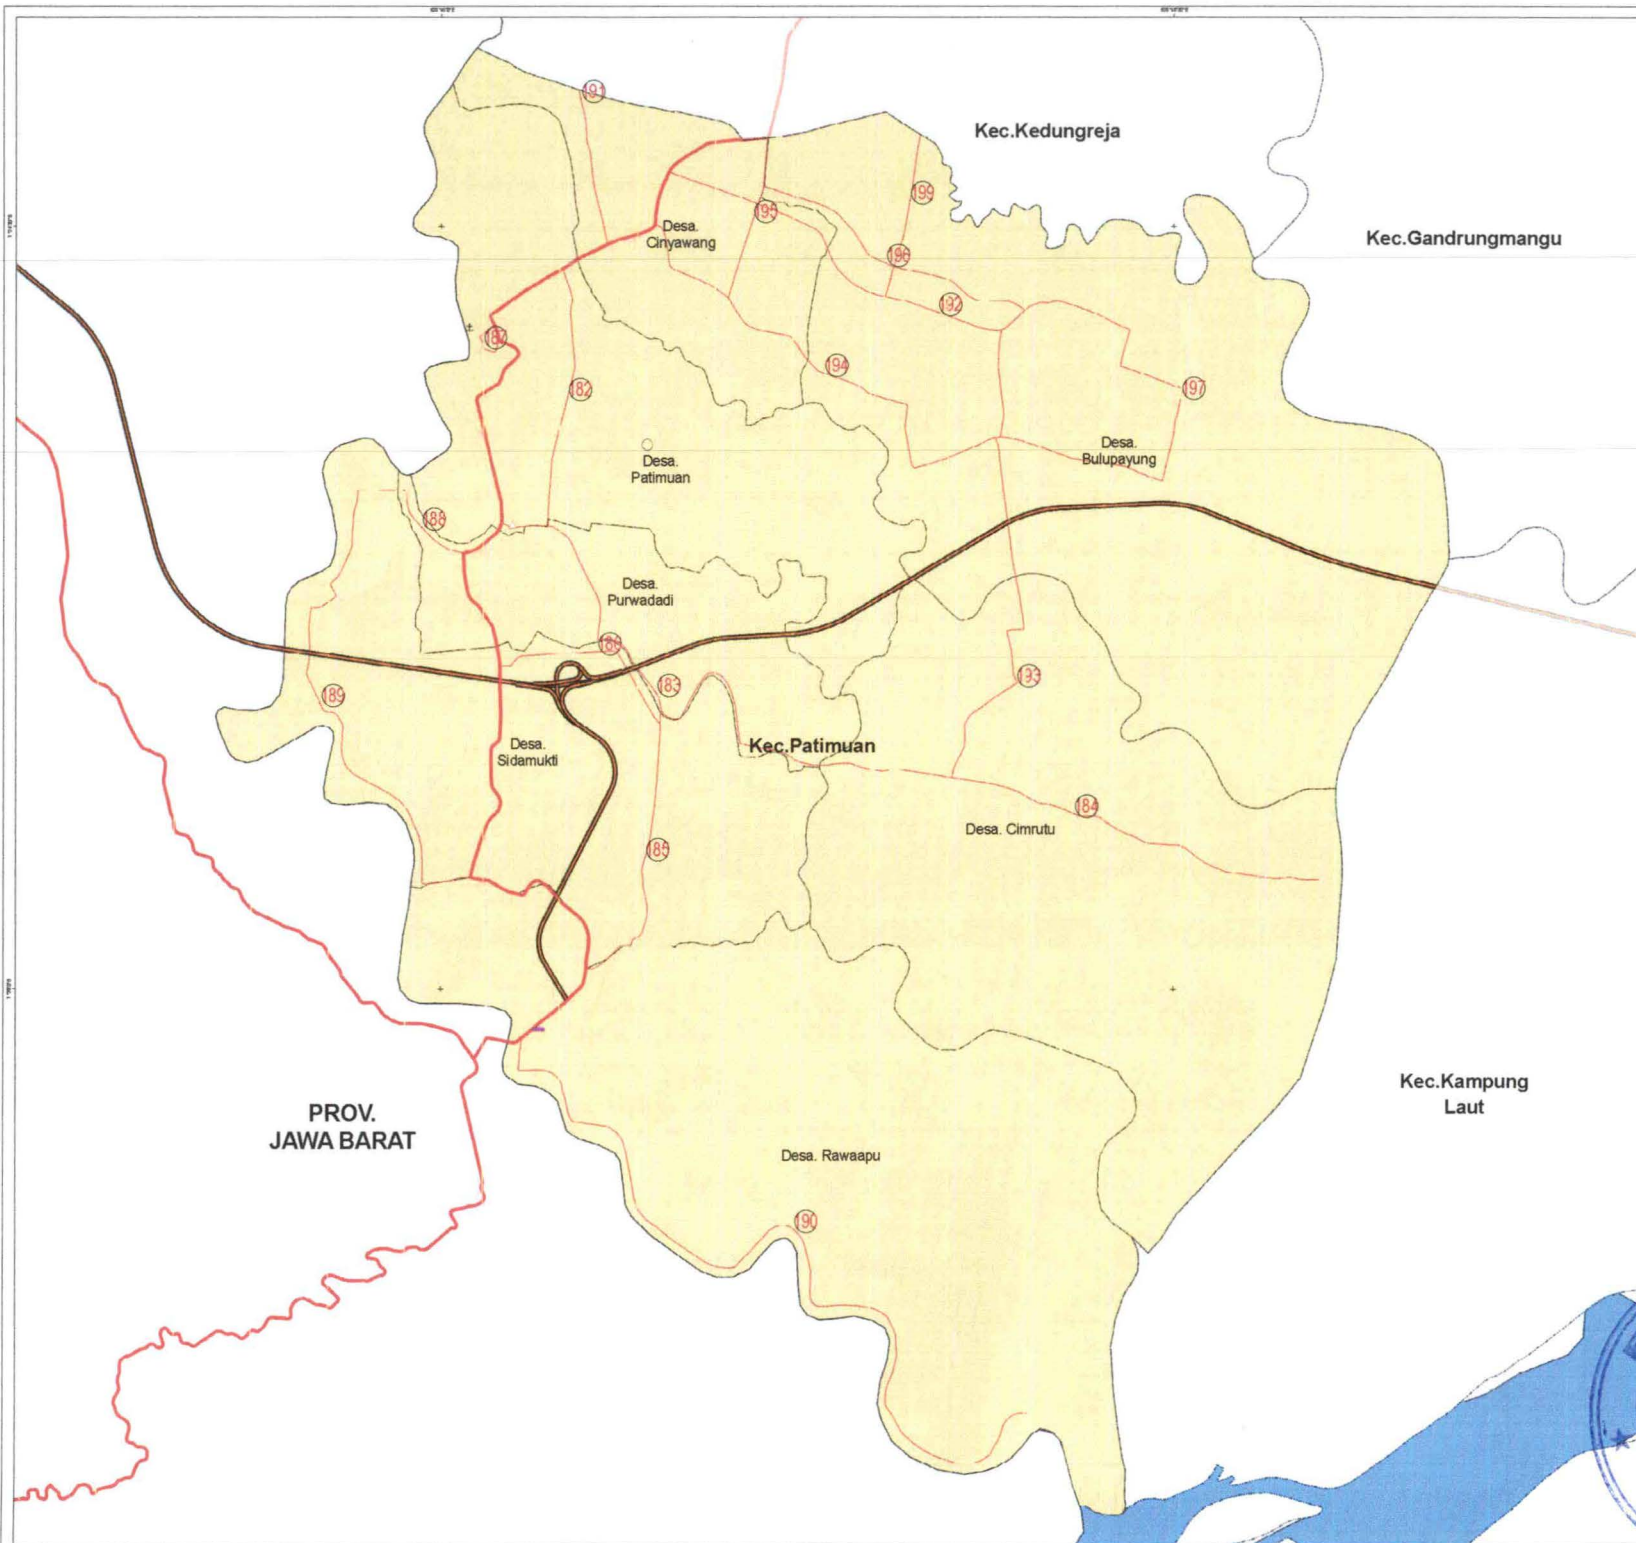 191
Kec.Kedungreja
199
195
Desa.
Cinyawang
Kec.Gandrungmangu
196
192
187
194
182
197
Desa.
Bulupayung
Desa.
Patimuan
188
Desa.
Purwadadi
186
193
183
189
Desa.
Sidamukti
Kec.Patimuan
184
Desa. Cimrutu
185
Kec.Kampung
Laut
PROV.
JAWA BARAT
Desa. Rawaapu
190